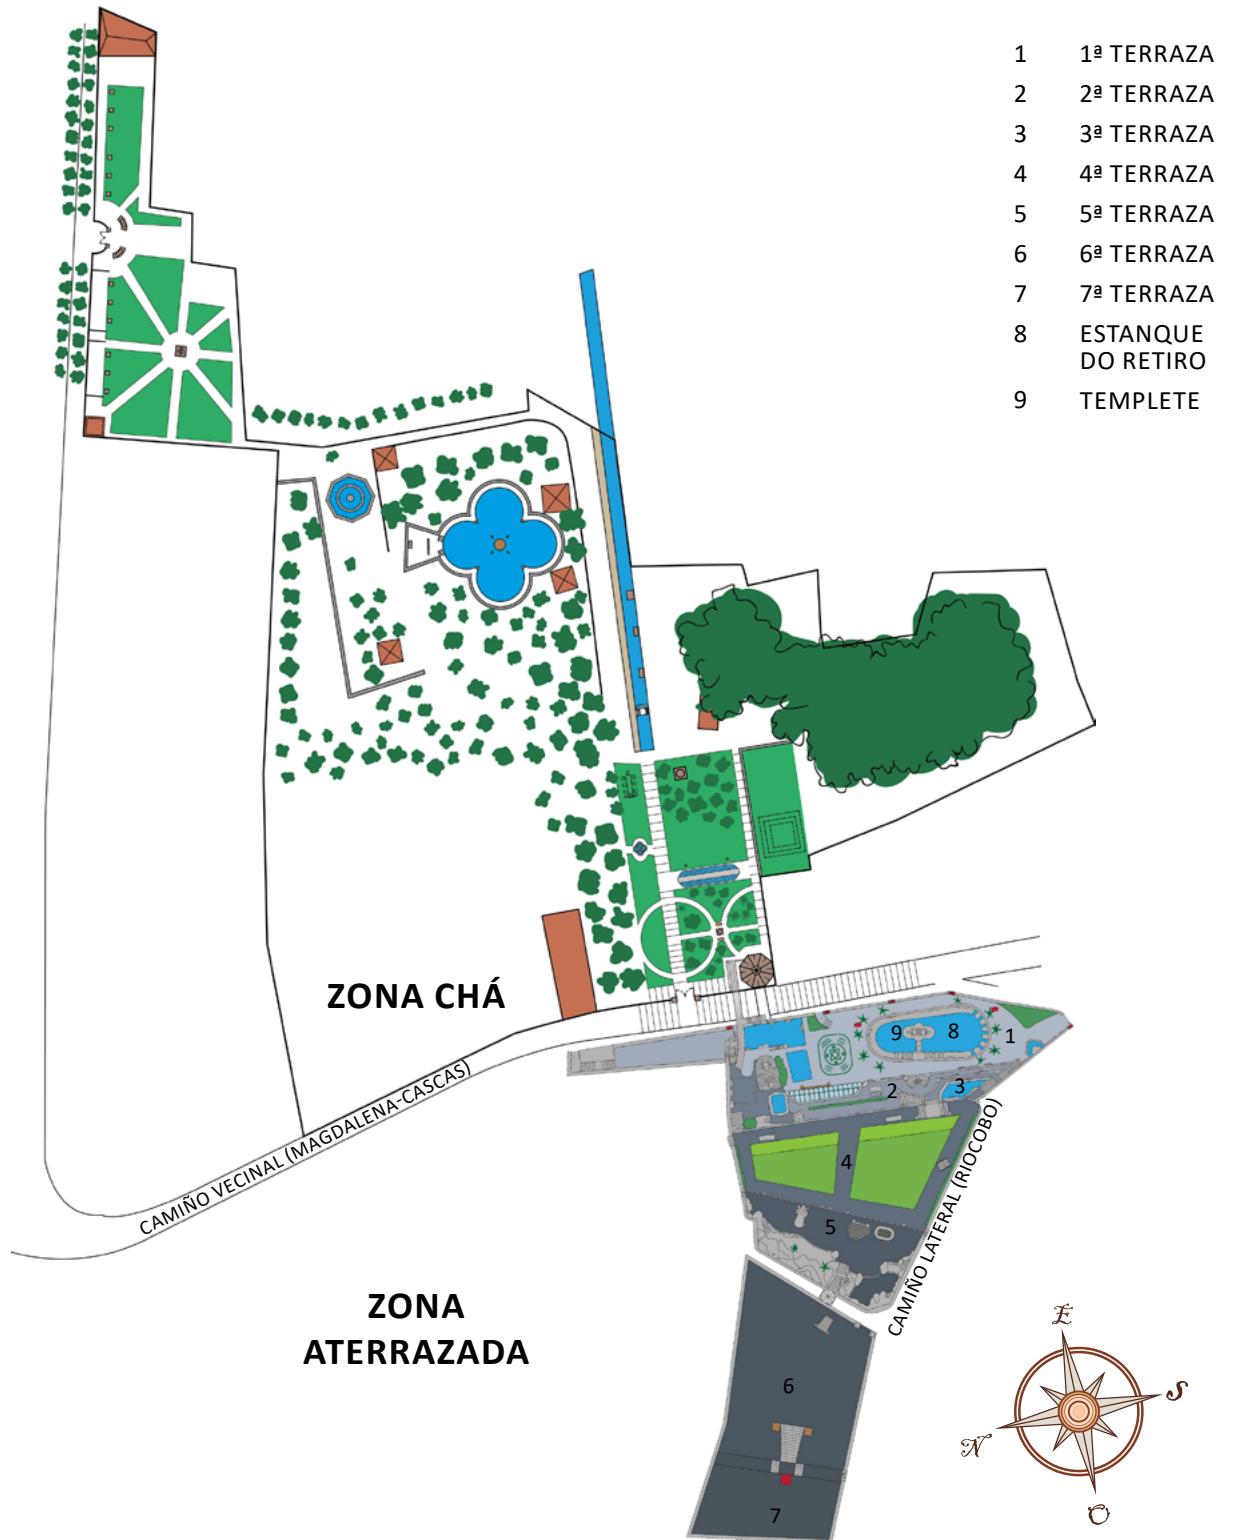 1 1ª TERRAZA
2 2ª TERRAZA
3 3ª TERRAZA
4 4ª TERRAZA
5 5ª TERRAZA
6 6ª TERRAZA
7 7ª TERRAZA
8 ESTANQUE
DO RETIRO
9 TEMPLETE
ZONA CHÁ
9
8
1
2
3
4
5
CAMIÑO VECINAL (MAGDALENA-CASCAS)
CAMIÑO LATERAL (RIOCOBO)
ZONA
ATERRAZADA
6
7
E
S
N
O